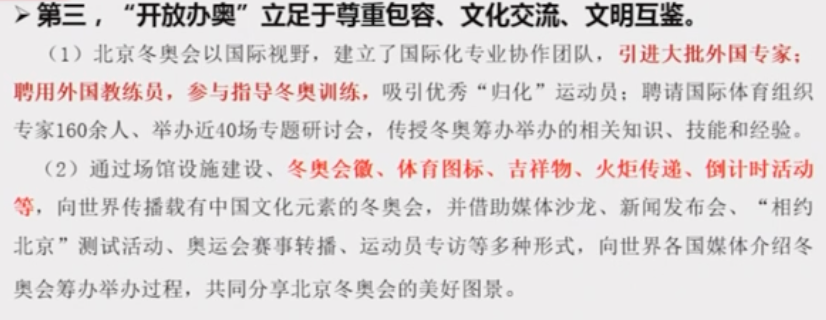 ➢ 第三，“开放办奥”立足于尊重包容、文化交流、文明互鉴。
（1）北京冬奥会以国际视野，建立了国际化专业协作团队，引进大批外国专家；
聘用外国教练员，参与指导冬奥训练，吸引优秀“归化”运动员；聘请国际体育组织
专家160余人、举办近40场专题研讨会，传授冬奥筹办举办的相关知识、技能和经验。
（2）通过场馆设施建设、冬奥会徽、体育图标、吉祥物、火炬传递、倒计时活动
等，向世界传播载有中国文化元素的冬奥会，并借助媒体沙龙、新闻发布会、“相约
北京”测试活动、奥运会赛事转播、运动员专访等多种形式，向世界各国媒体介绍冬
奥会筹办举办过程，共同分享北京冬奥会的美好图景。